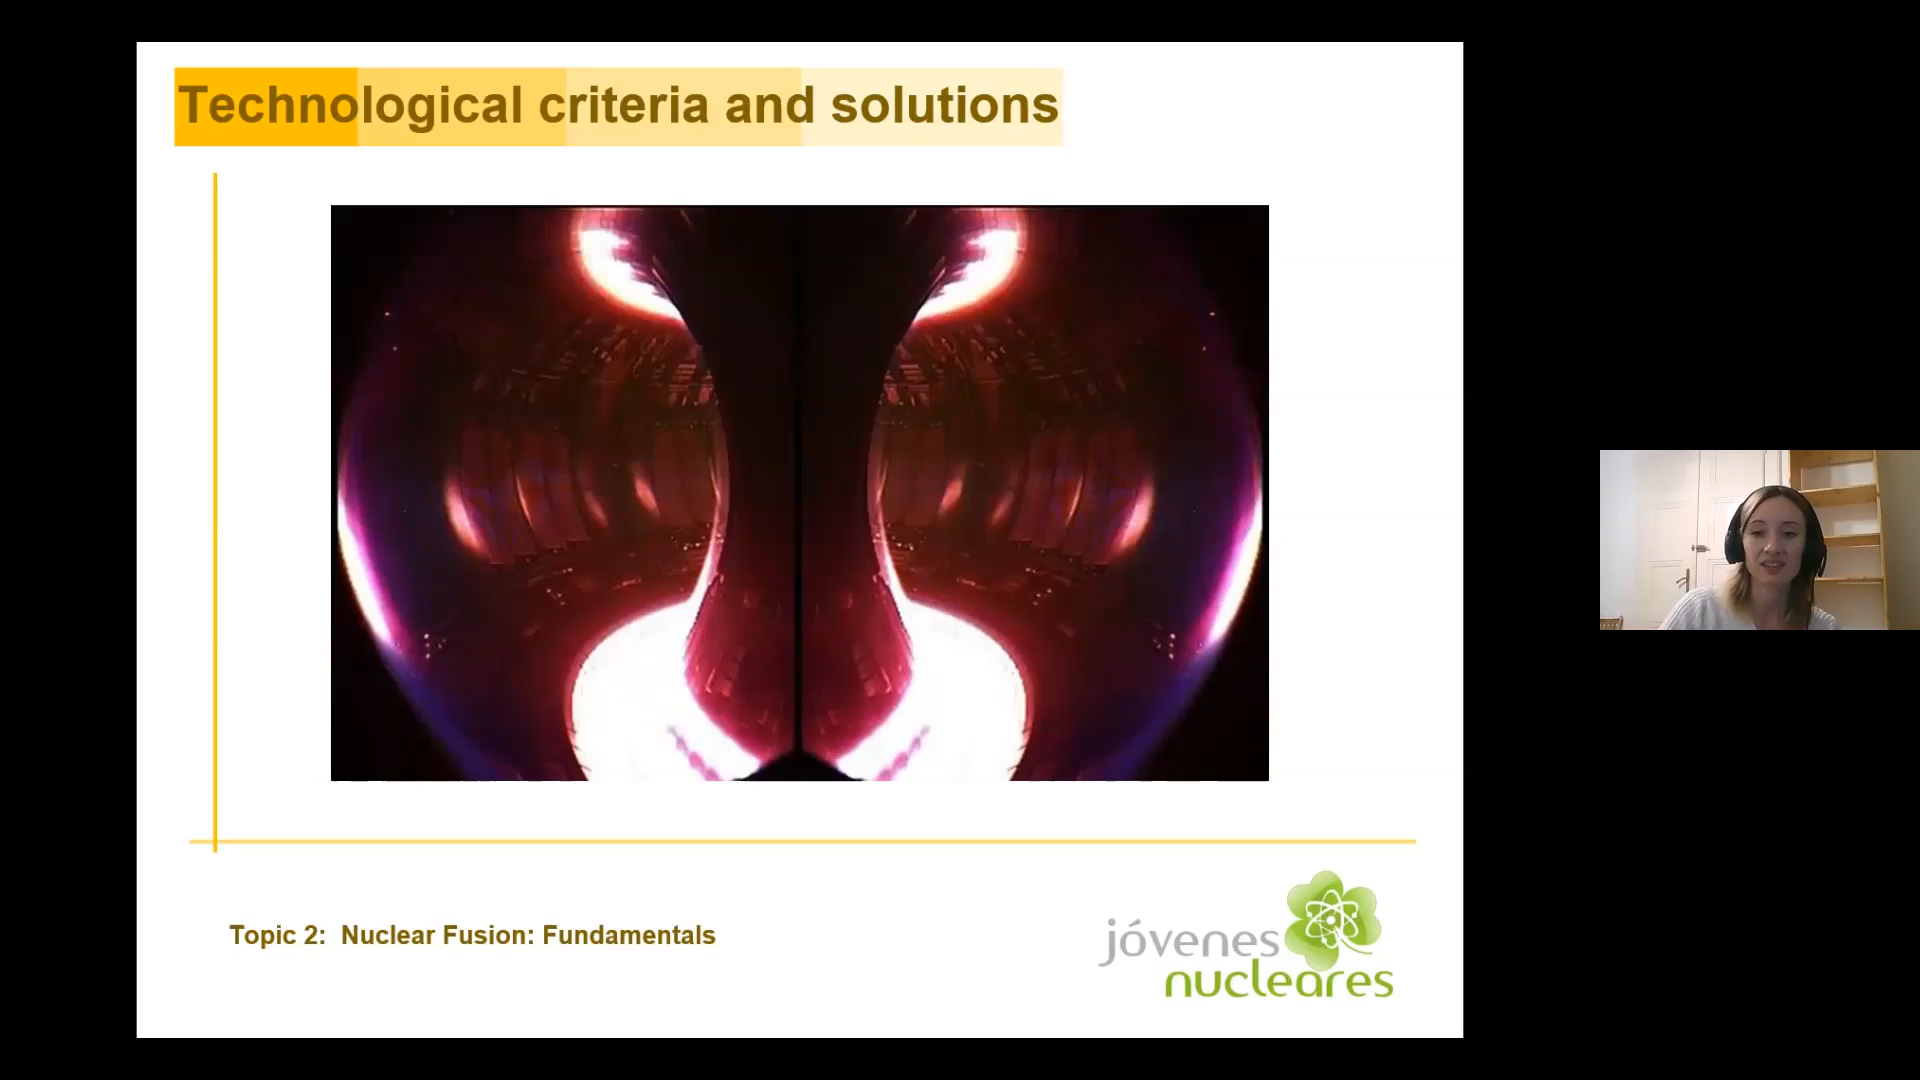 Technological criteria and solutions
Topic 2: Nuclear Fusion: Fundamentals
jóvenes
nucleares